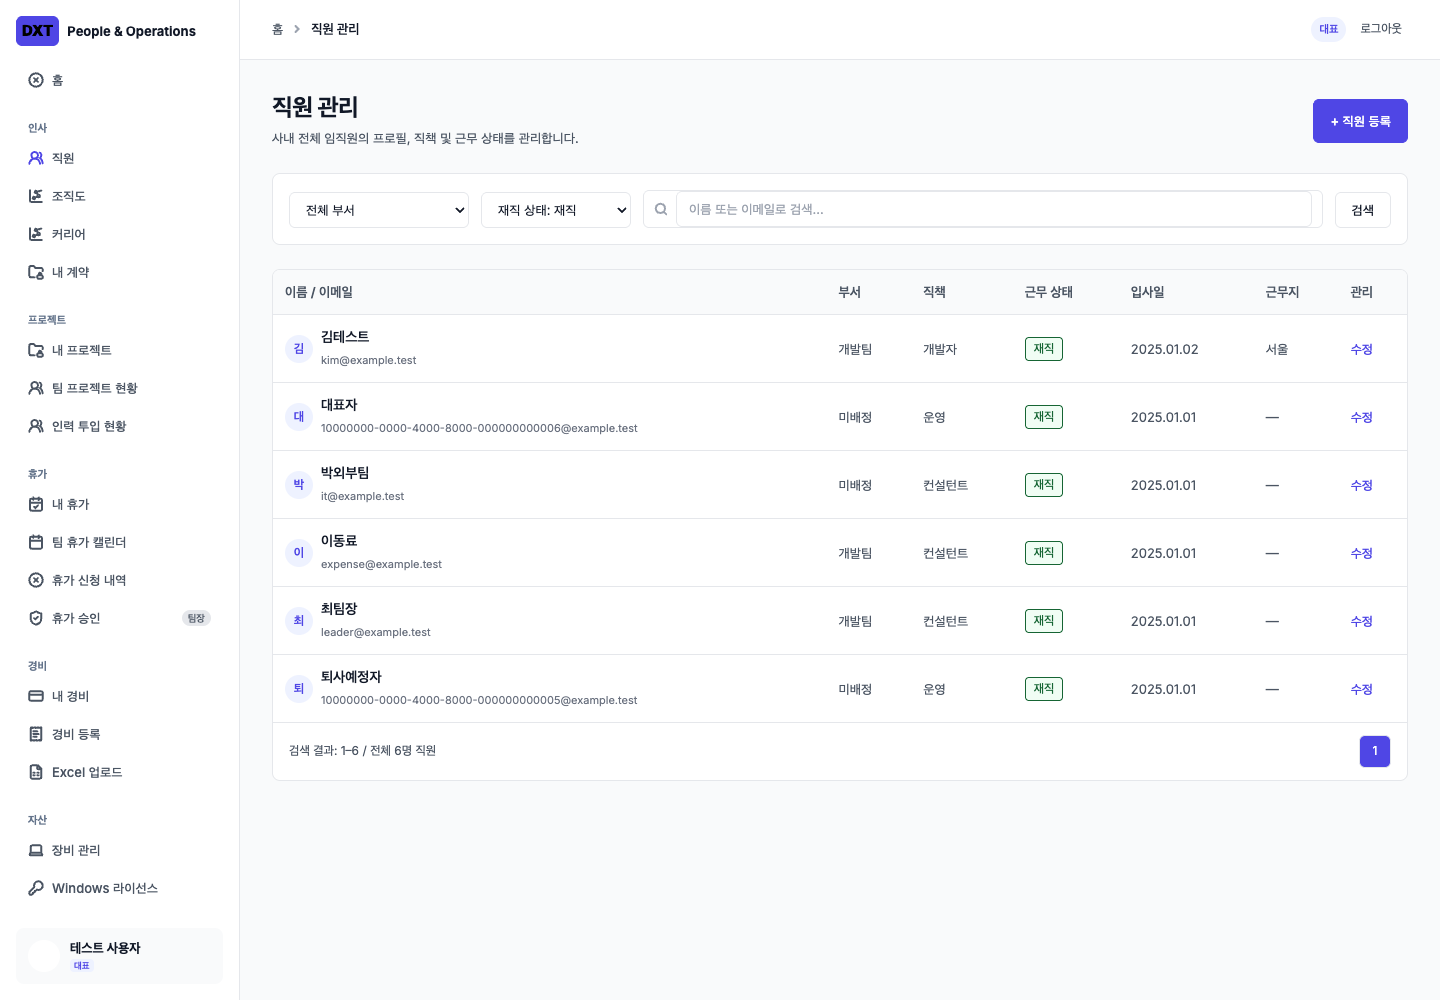 DXT People & Operations
홈
인사
직원
조직도
커리어
내 계약
프로젝트
내 프로젝트
팀 프로젝트 현황
인력 투입 현황
휴가
내 휴가
팀 휴가 캘린더
휴가 신청 내역
휴가 승인 팀장
경비
내 경비
경비 등록
Excel 업로드
자산
장비 관리
Windows 라이선스
테스트 사용자
대표
홈 > 직원 관리
대표 로그아웃
직원 관리
사내 전체 임직원의 프로필, 직책 및 근무 상태를 관리합니다.
+ 직원 등록
전체 부서 재직 상태: 재직 이름 또는 이메일로 검색... 검색
이름 / 이메일 부서 직책 근무 상태 입사일 근무지 관리
김 김테스트 개발팀 개발자 재직 2025.01.02 서울 수정
kim@example.test
대 대표자 미배정 운영 재직 2025.01.01 — 수정
10000000-0000-4000-8000-000000000006@example.test
박 박외부팀 미배정 컨설턴트 재직 2025.01.01 — 수정
it@example.test
이 이동료 개발팀 컨설턴트 재직 2025.01.01 — 수정
expense@example.test
최 최팀장 개발팀 컨설턴트 재직 2025.01.01 — 수정
leader@example.test
퇴 퇴사예정자 미배정 운영 재직 2025.01.01 — 수정
10000000-0000-4000-8000-000000000005@example.test
검색 결과: 1–6 / 전체 6명 직원 1